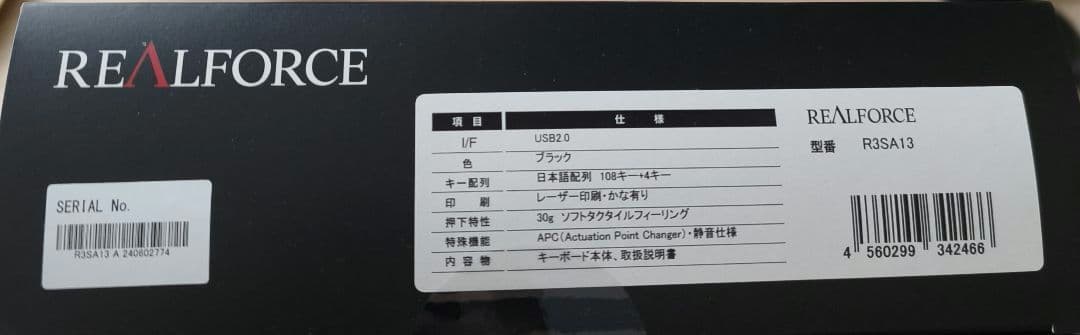 REALFORCE
SERIAL No.
R3SA13 A 240602774
項目 仕様
I/F USB2.0
色 ブラック
キー配列 日本語配列 108キー+4キー
印刷 レーザー印刷・かな有り
押下特性 30g ソフトタクタイルフィーリング
特殊機能 APC(Actuation Point Changer)・静音仕様
内容物 キーボード本体、取扱説明書
REALFORCE
型番 R3SA13
4 560299 342466